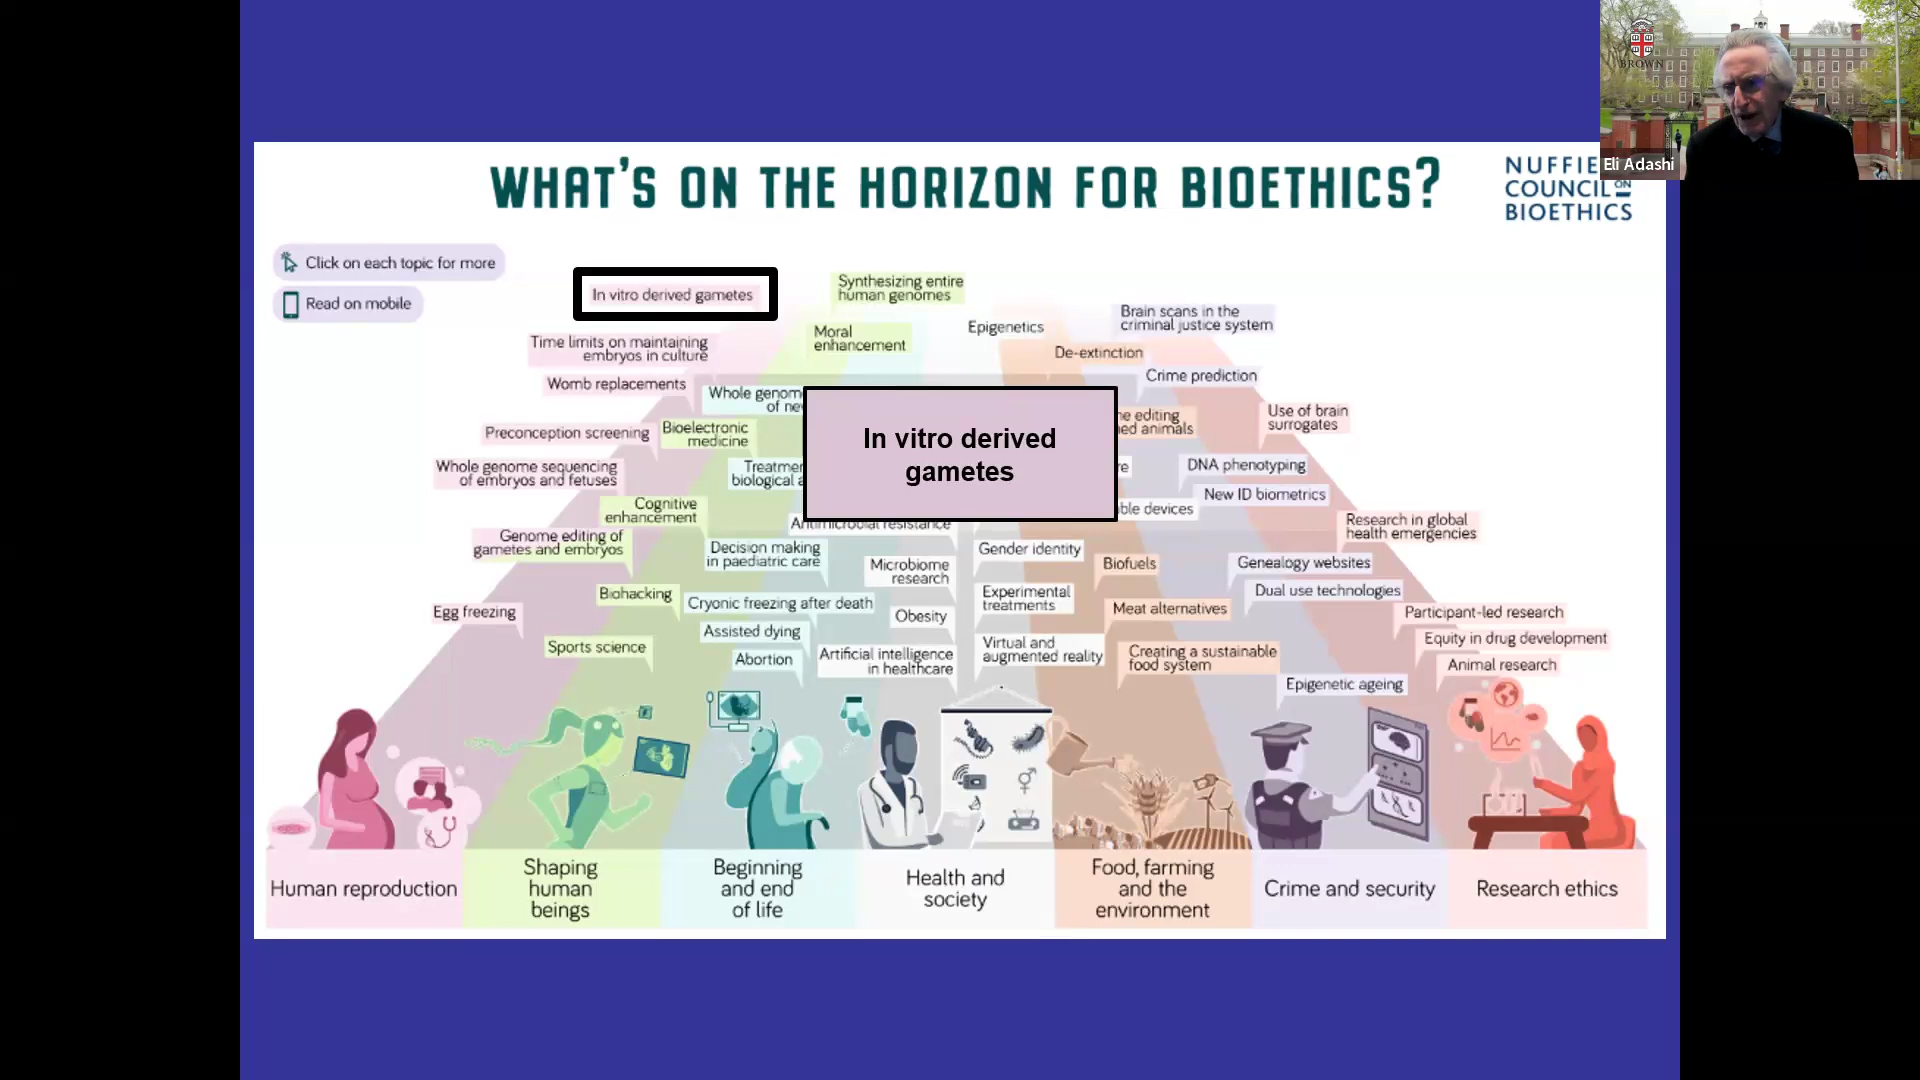 BROWN
Eli Adashi
WHAT'S ON THE HORIZON FOR BIOETHICS?
NUFFIE
COUNCIL ON
BIOETHICS
Click on each topic for more
Read on mobile
In vitro derived gametes
Synthesizing entire
human genomes
Brain scans in the
criminal justice system
Epigenetics
Moral
enhancement
Time limits on maintaining
embryos in culture
De-extinction
Womb replacements
Crime prediction
Whole genom
of ne
In vitro derived
gametes
ne editing
ed animals
Use of brain
surrogates
Preconception screening
Bioelectronic
medicine
Whole genome sequencing
of embryos and fetuses
Treatme
biological a
re
DNA phenotyping
New ID biometrics
Cognitive
enhancement
ble devices
Antimicrobial resistance
Research in global
health emergencies
Genome editing of
gametes and embryos
Decision making
in paediatric care
Gender identity
Microbiome
research
Biofuels
Genealogy websites
Biohacking
Cryonic freezing after death
Experimental
treatments
Dual use technologies
Egg freezing
Obesity
Meat alternatives
Participant-led research
Assisted dying
Equity in drug development
Sports science
Abortion
Artificial intelligence
in healthcare
Virtual and
augmented reality
Creating a sustainable
food system
Animal research
Epigenetic ageing
Human reproduction
Shaping
human
beings
Beginning
and end
of life
Health and
society
Food, farming
and the
environment
Crime and security
Research ethics